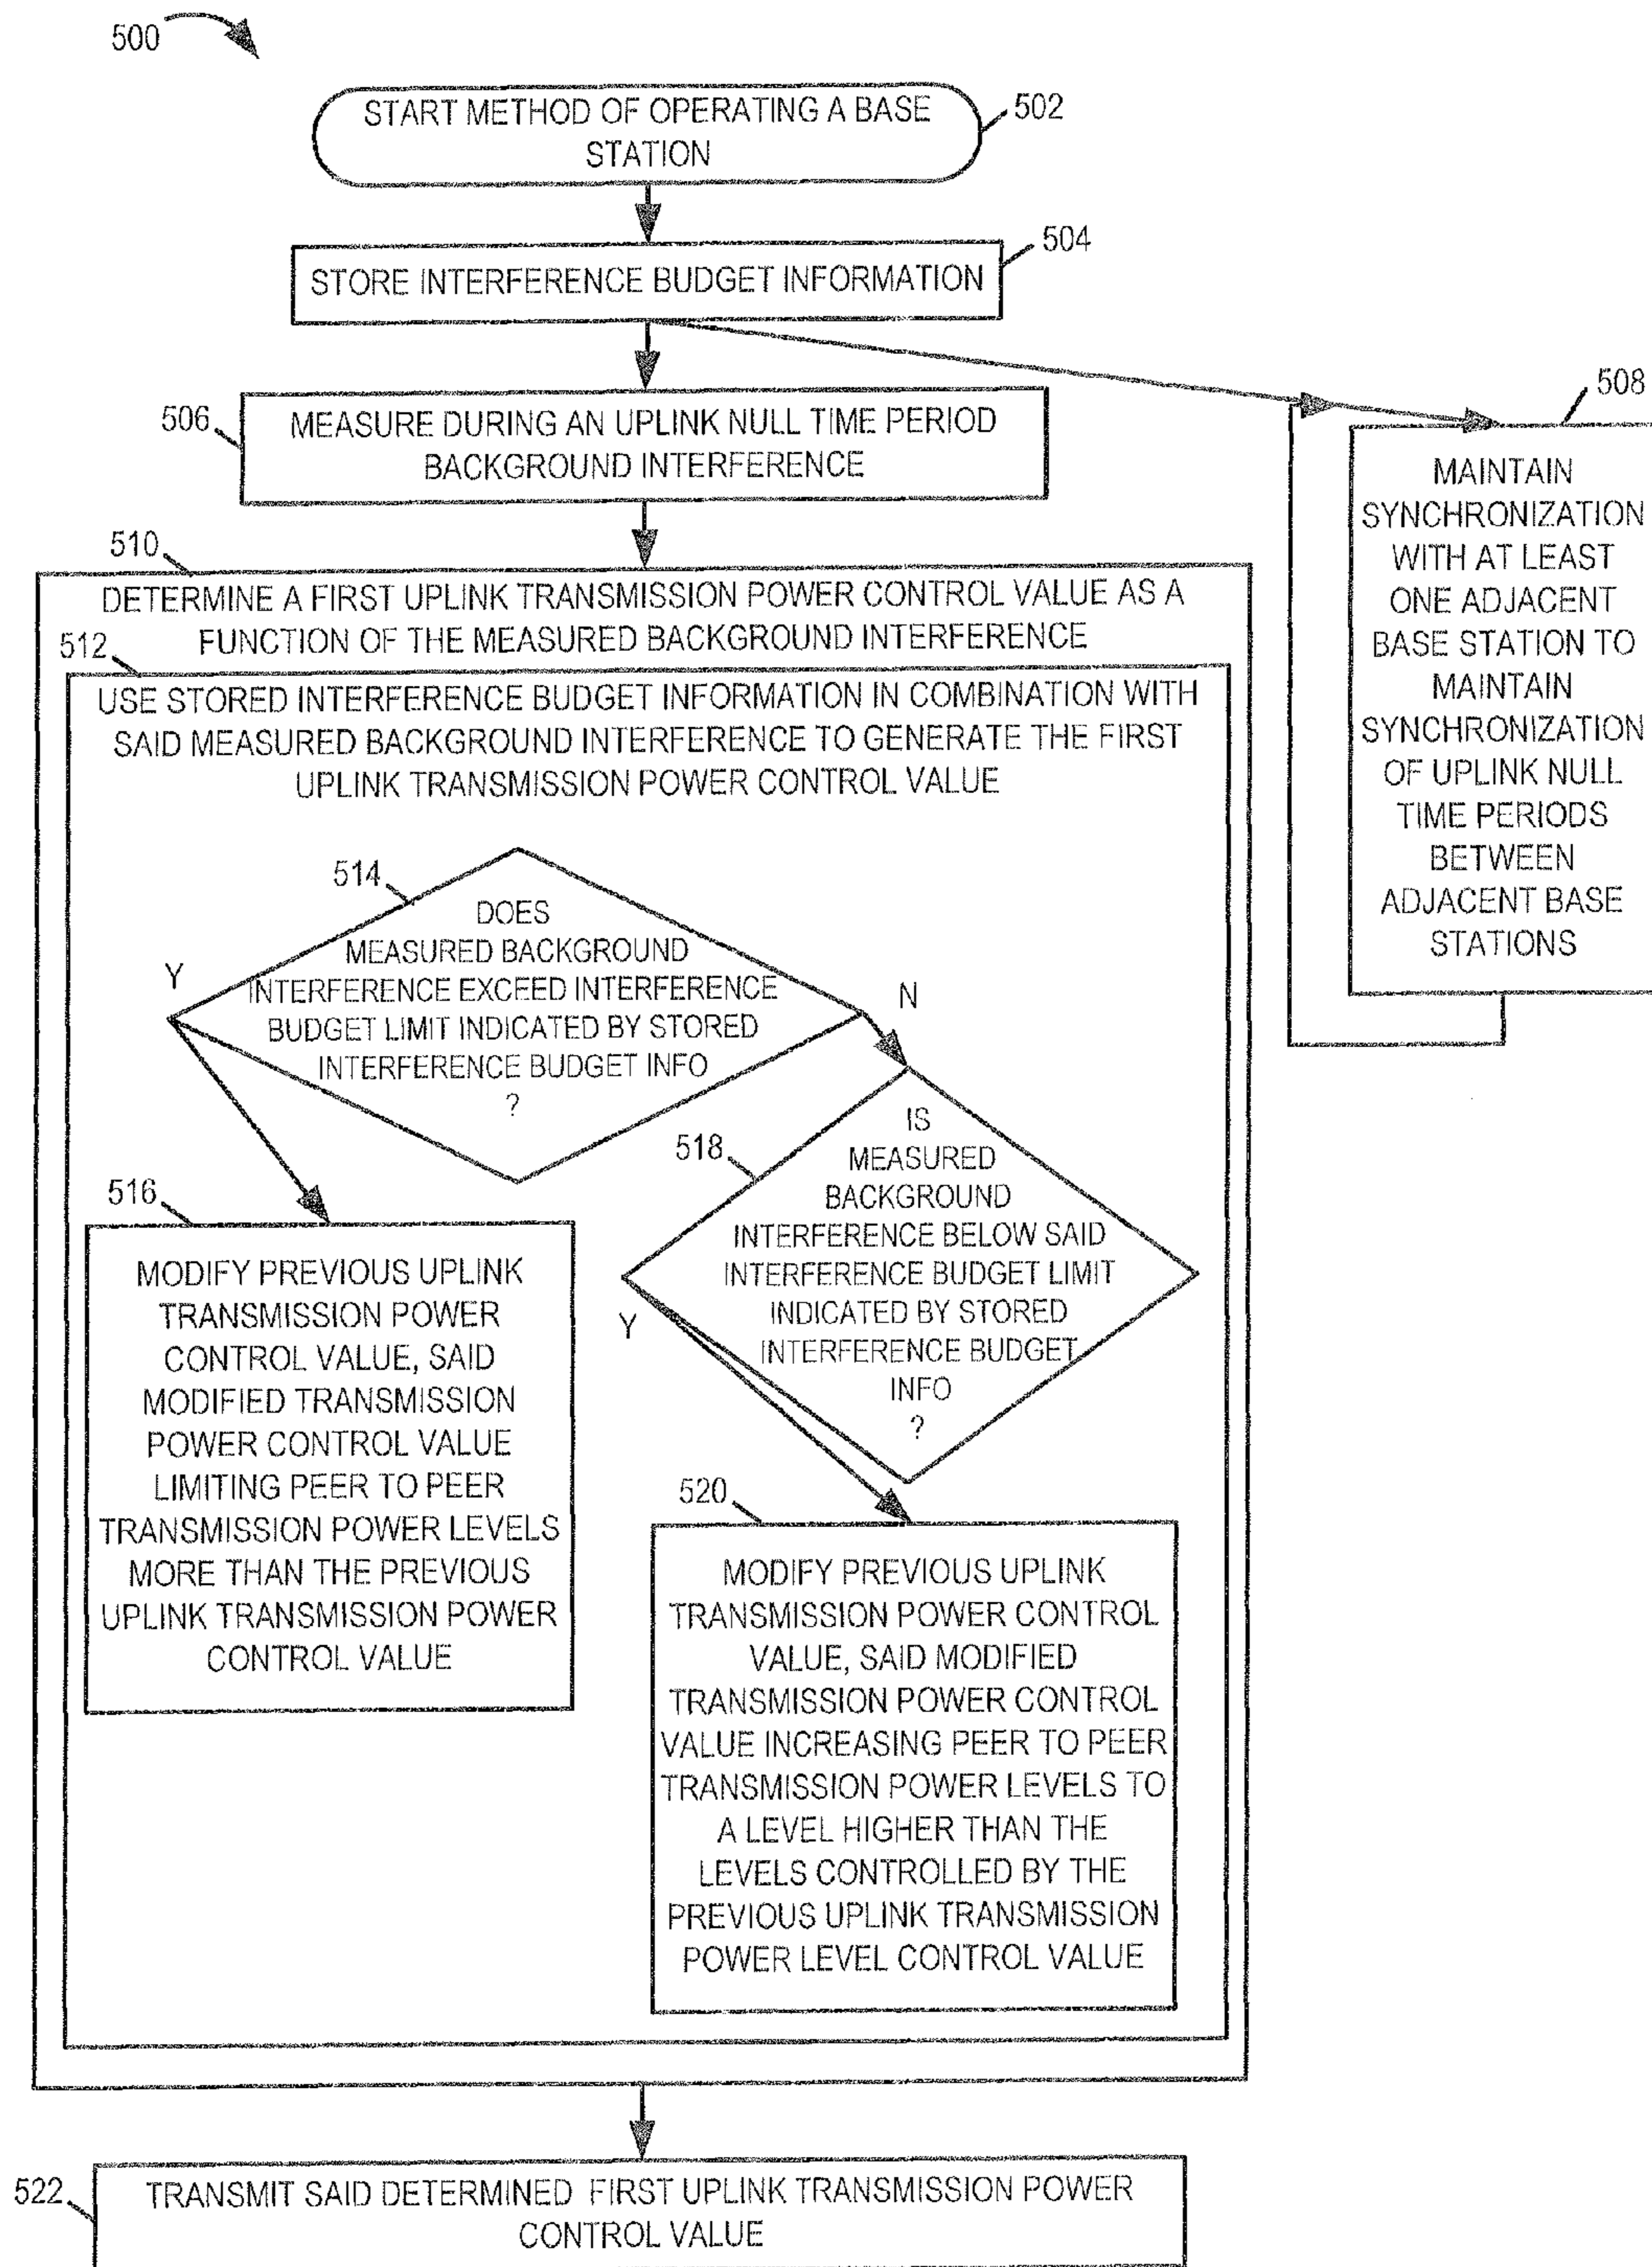 500
START METHOD OF OPERATING A BASE
STATION
502
STORE INTERFERENCE BUDGET INFORMATION
504
506
MEASURE DURING AN UPLINK NULL TIME PERIOD
BACKGROUND INTERFERENCE
508
MAINTAIN
SYNCHRONIZATION
WITH AT LEAST
ONE ADJACENT
BASE STATION TO
MAINTAIN
SYNCHRONIZATION
OF UPLINK NULL
TIME PERIODS
BETWEEN
ADJACENT BASE
STATIONS
510
DETERMINE A FIRST UPLINK TRANSMISSION POWER CONTROL VALUE AS A
FUNCTION OF THE MEASURED BACKGROUND INTERFERENCE
512
USE STORED INTERFERENCE BUDGET INFORMATION IN COMBINATION WITH
SAID MEASURED BACKGROUND INTERFERENCE TO GENERATE THE FIRST
UPLINK TRANSMISSION POWER CONTROL VALUE
514
DOES
MEASURED BACKGROUND
INTERFERENCE EXCEED INTERFERENCE
BUDGET LIMIT INDICATED BY STORED
INTERFERENCE BUDGET INFO
?
Y
N
516
MODIFY PREVIOUS UPLINK
TRANSMISSION POWER
CONTROL VALUE, SAID
MODIFIED TRANSMISSION
POWER CONTROL VALUE
LIMITING PEER TO PEER
TRANSMISSION POWER LEVELS
MORE THAN THE PREVIOUS
UPLINK TRANSMISSION POWER
CONTROL VALUE
518
IS
MEASURED
BACKGROUND
INTERFERENCE BELOW SAID
INTERFERENCE BUDGET LIMIT
INDICATED BY STORED
INTERFERENCE BUDGET
INFO
?
Y
520
MODIFY PREVIOUS UPLINK
TRANSMISSION POWER CONTROL
VALUE, SAID MODIFIED
TRANSMISSION POWER CONTROL
VALUE INCREASING PEER TO PEER
TRANSMISSION POWER LEVELS TO
A LEVEL HIGHER THAN THE
LEVELS CONTROLLED BY THE
PREVIOUS UPLINK TRANSMISSION
POWER LEVEL CONTROL VALUE
522
TRANSMIT SAID DETERMINED FIRST UPLINK TRANSMISSION POWER
CONTROL VALUE